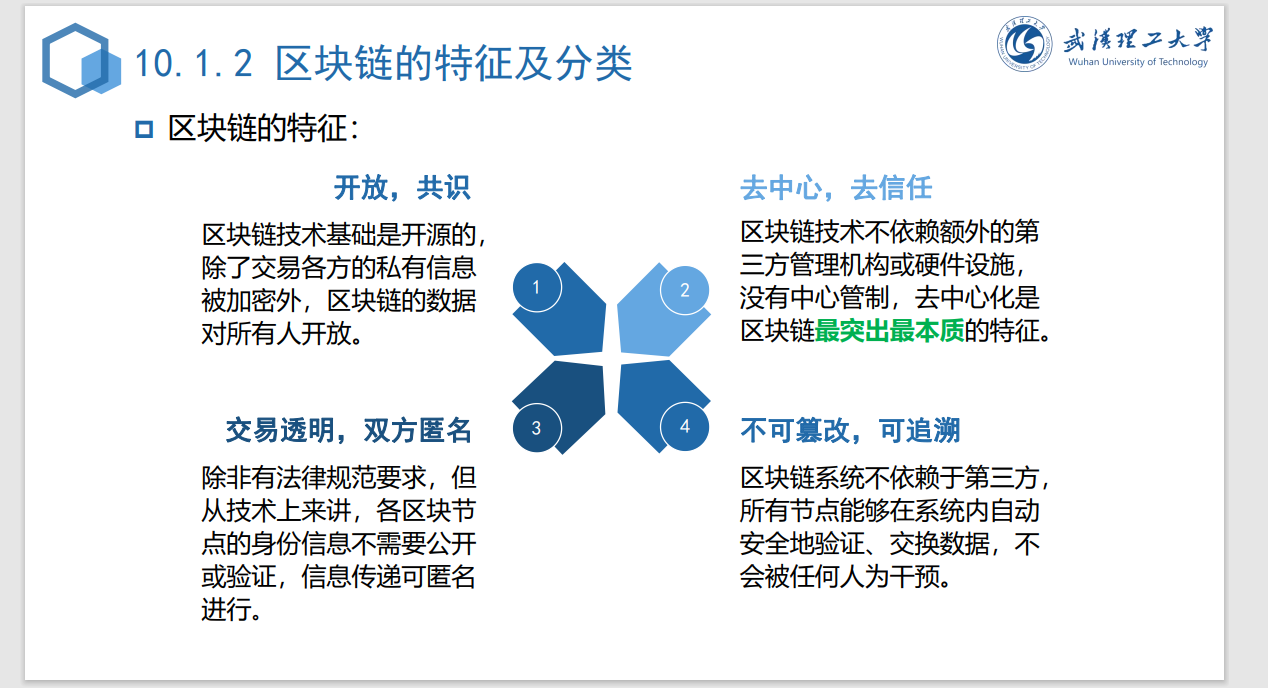 10.1.2 区块链的特征及分类
武汉理工大学
Wuhan University of Technology
区块链的特征：
开放，共识
区块链技术基础是开源的，
除了交易各方的私有信息
被加密外，区块链的数据
对所有人开放。
去中心，去信任
区块链技术不依赖额外的第
三方管理机构或硬件设施，
没有中心管制，去中心化是
区块链最突出最本质的特征。
1
2
3
4
交易透明，双方匿名
除非有法律规范要求，但
从技术上来讲，各区块节
点的身份信息不需要公开
或验证，信息传递可匿名
进行。
不可篡改，可追溯
区块链系统不依赖于第三方，
所有节点能够在系统内自动
安全地验证、交换数据，不
会被任何人为干预。